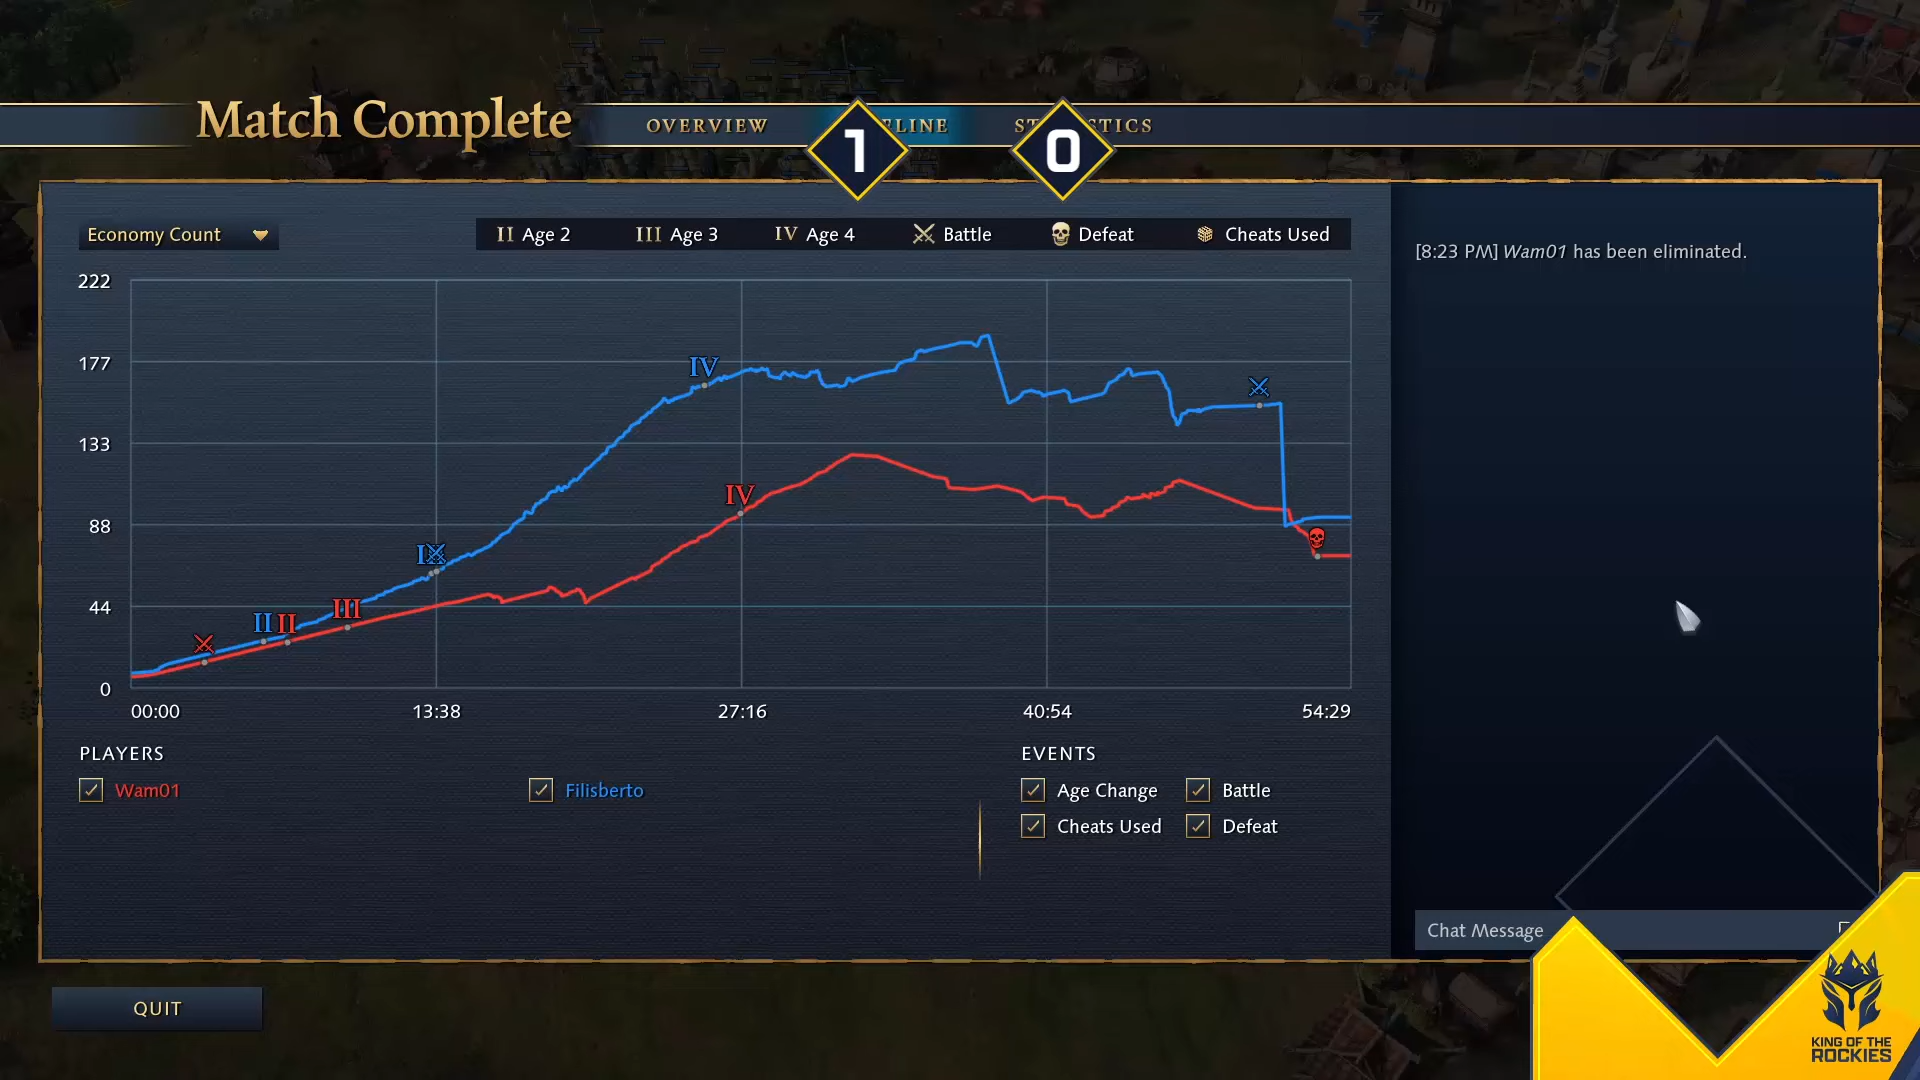 Match Complete
OVERVIEW
ELINE
1
0
Economy Count
II Age 2
III Age 3
IV Age 4
Battle
Defeat
Cheats Used
[8:23 PM] Wam01 has been eliminated.
222
177
133
88
44
0
IV
IV
II
II
III
00:00
13:38
27:16
40:54
54:29
PLAYERS
Wam01
Filisberto
EVENTS
Age Change
Battle
Cheats Used
Defeat
Chat Message
QUIT
KING OF THE
ROCKIES